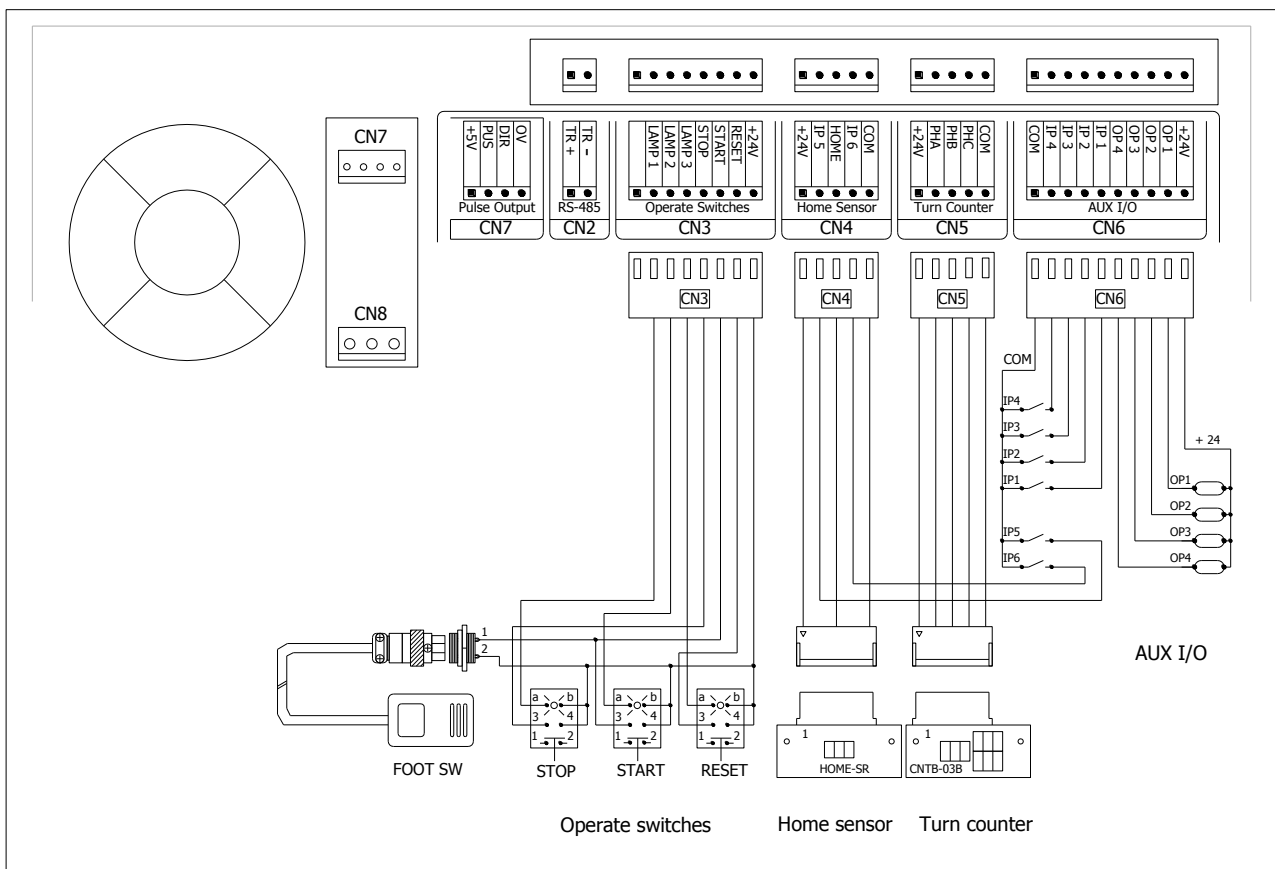 CN7
CN8
+5V
PUS
DIR
OV
Pulse Output
CN7
TR +
TR -
RS-485
CN2
LAMP 1
LAMP 2
LAMP 3
STOP
START
RESET
+24V
Operate Switches
CN3
+24V
IP 5
HOME
IP 6
COM
Home Sensor
CN4
+24V
PHA
PHB
PHC
COM
Turn Counter
CN5
COM
IP 4
IP 3
IP 2
IP 1
OP 4
OP 3
OP 2
OP 1
+24V
AUX I/O
CN6
CN3
CN4
CN5
CN6
COM
IP4
IP3
IP2
IP1
IP5
IP6
+ 24
OP1
OP2
OP3
OP4
AUX I/O
1
2
FOOT SW
a b
3 4
1 2
STOP
a b
3 4
1 2
START
a b
3 4
1 2
RESET
1
HOME-SR
1
CNTB-03B
Operate switches
Home sensor
Turn counter